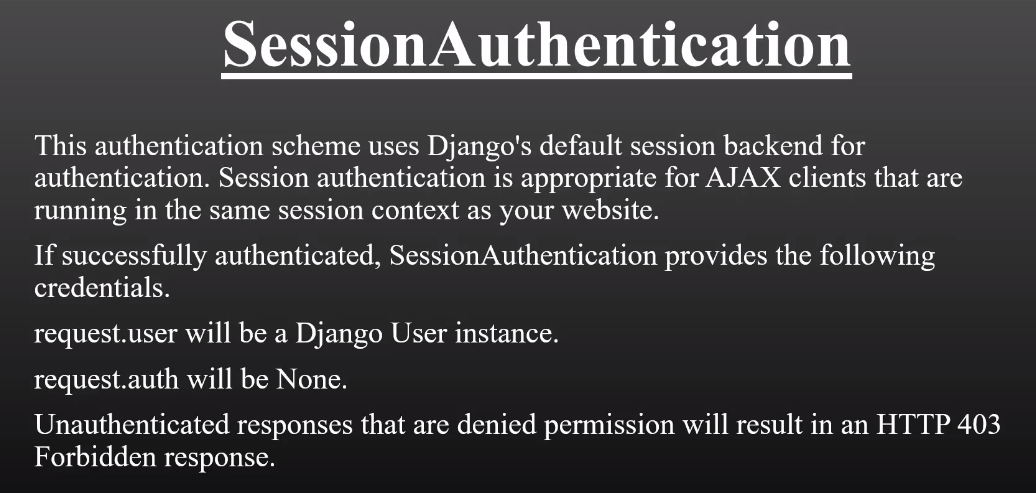 SessionAuthentication
This authentication scheme uses Django's default session backend for
authentication. Session authentication is appropriate for AJAX clients that are
running in the same session context as your website.
If successfully authenticated, SessionAuthentication provides the following
credentials.
request.user will be a Django User instance.
request.auth will be None.
Unauthenticated responses that are denied permission will result in an HTTP 403
Forbidden response.